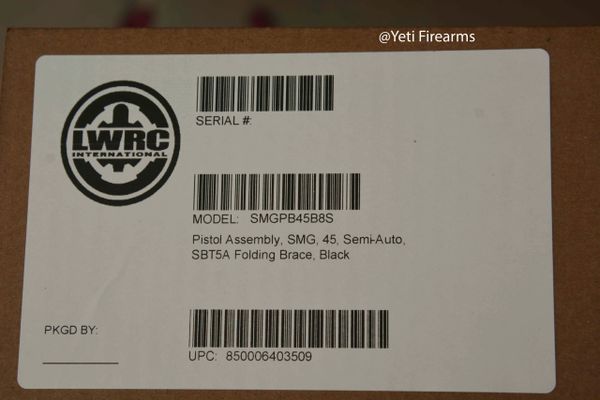 @Yeti Firearms
LWRC
INTERNATIONAL
SERIAL #:
MODEL: SMGPB45B8S
Pistol Assembly, SMG, 45, Semi-Auto,
SBT5A Folding Brace, Black
PKGD BY:
UPC: 850006403509